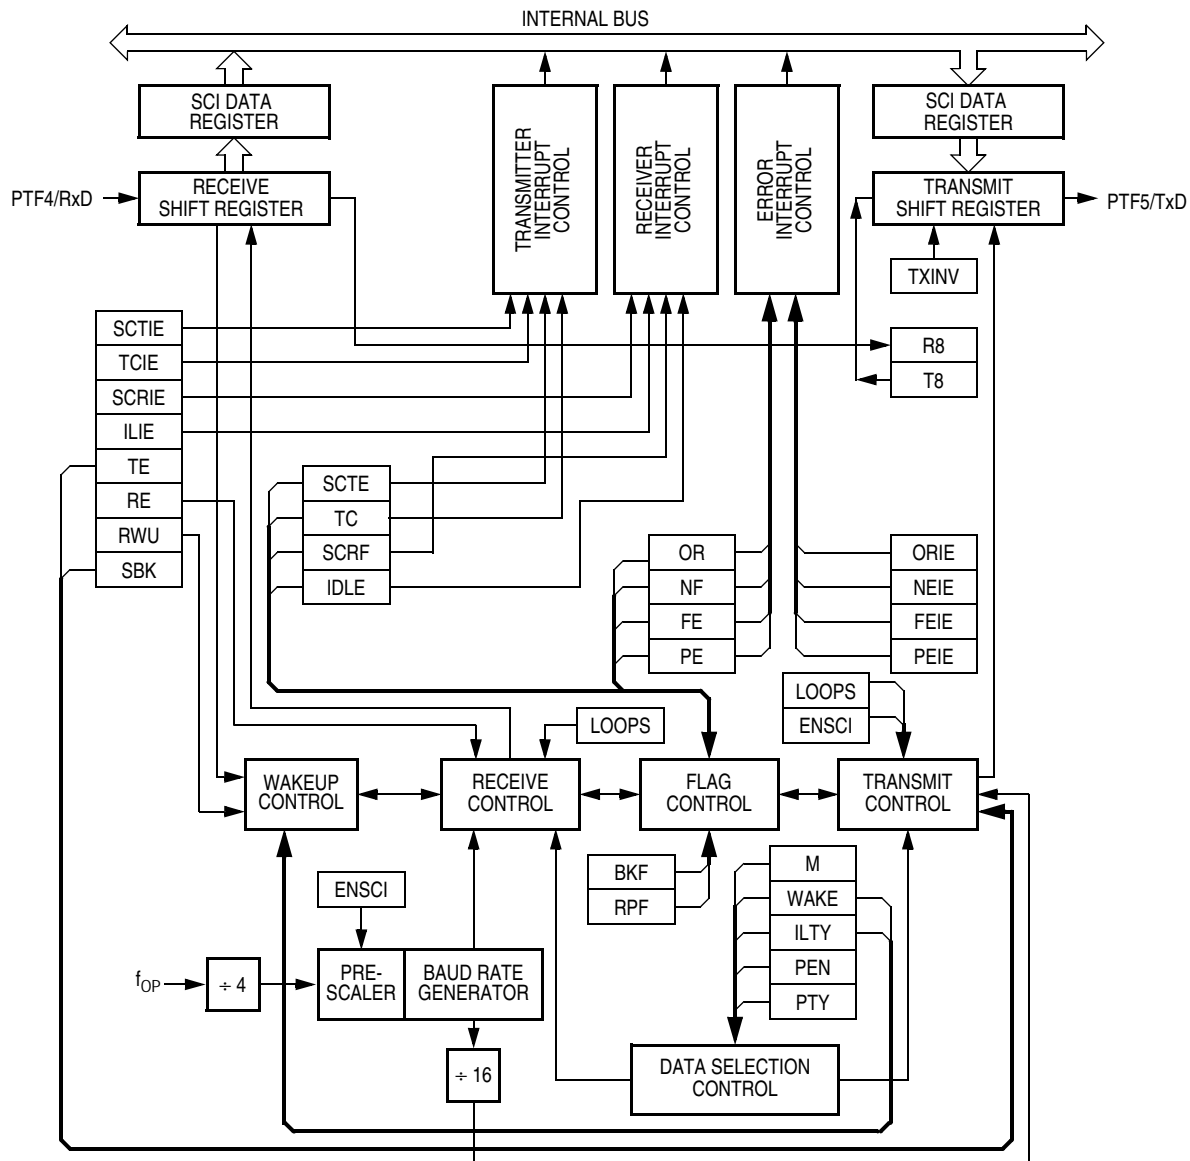 INTERNAL BUS
SCI DATA
REGISTER
SCI DATA
REGISTER
TRANSMITTER
INTERRUPT
CONTROL
RECEIVER
INTERRUPT
CONTROL
ERROR
INTERRUPT
CONTROL
PTF4/RxD
RECEIVE
SHIFT REGISTER
TRANSMIT
SHIFT REGISTER
PTF5/TxD
TXINV
SCTIE
TCIE
SCRIE
ILIE
TE
RE
RWU
SBK
R8
T8
SCTE
TC
SCRF
IDLE
OR
NF
FE
PE
ORIE
NEIE
FEIE
PEIE
LOOPS
LOOPS
ENSCI
WAKEUP
CONTROL
RECEIVE
CONTROL
FLAG
CONTROL
TRANSMIT
CONTROL
ENSCI
BKF
RPF
M
WAKE
ILTY
PEN
PTY
fOP
÷ 4
PRE-
SCALER
BAUD RATE
GENERATOR
÷ 16
DATA SELECTION
CONTROL